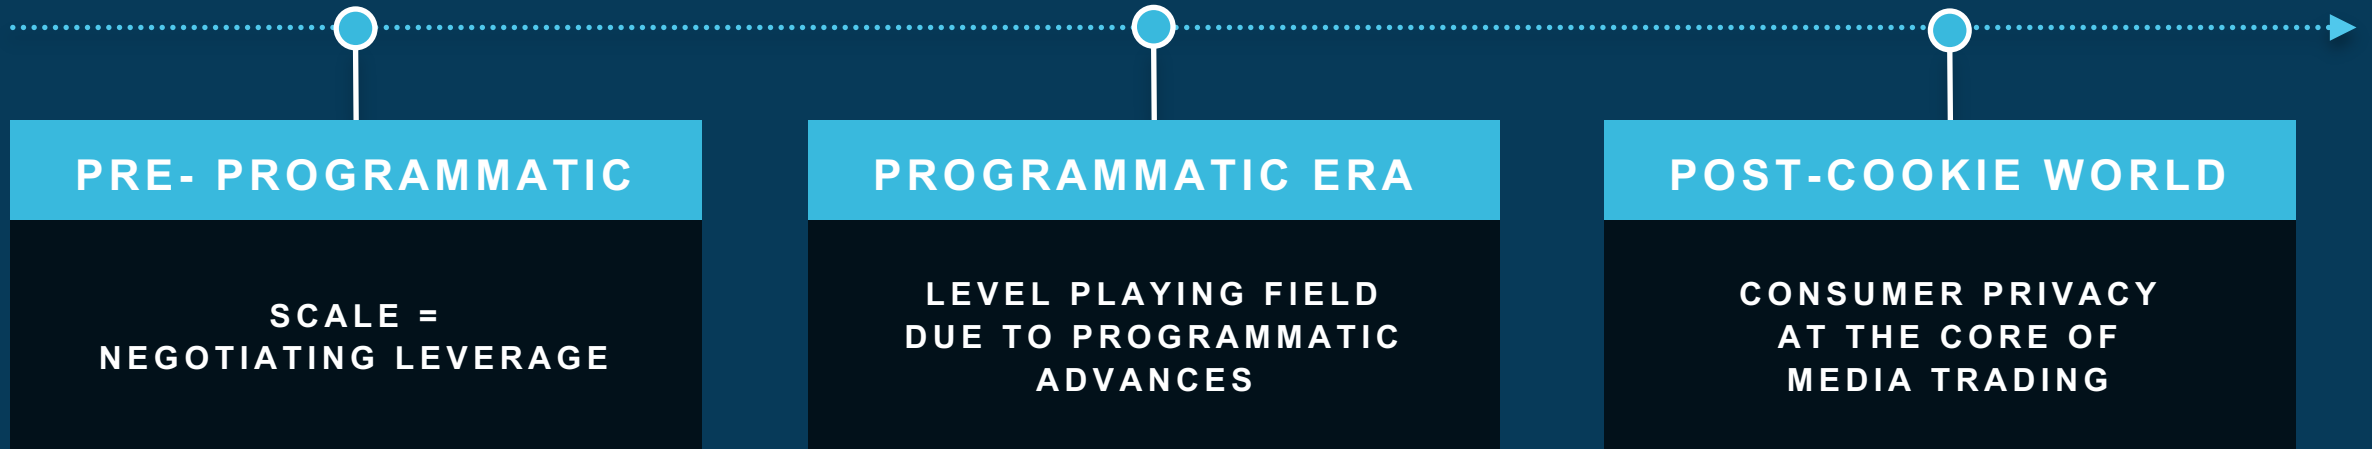 PRE- PROGRAMMATIC
SCALE =
NEGOTIATING LEVERAGE
PROGRAMMATIC ERA
LEVEL PLAYING FIELD
DUE TO PROGRAMMATIC
ADVANCES
POST-COOKIE WORLD
CONSUMER PRIVACY
AT THE CORE OF
MEDIA TRADING